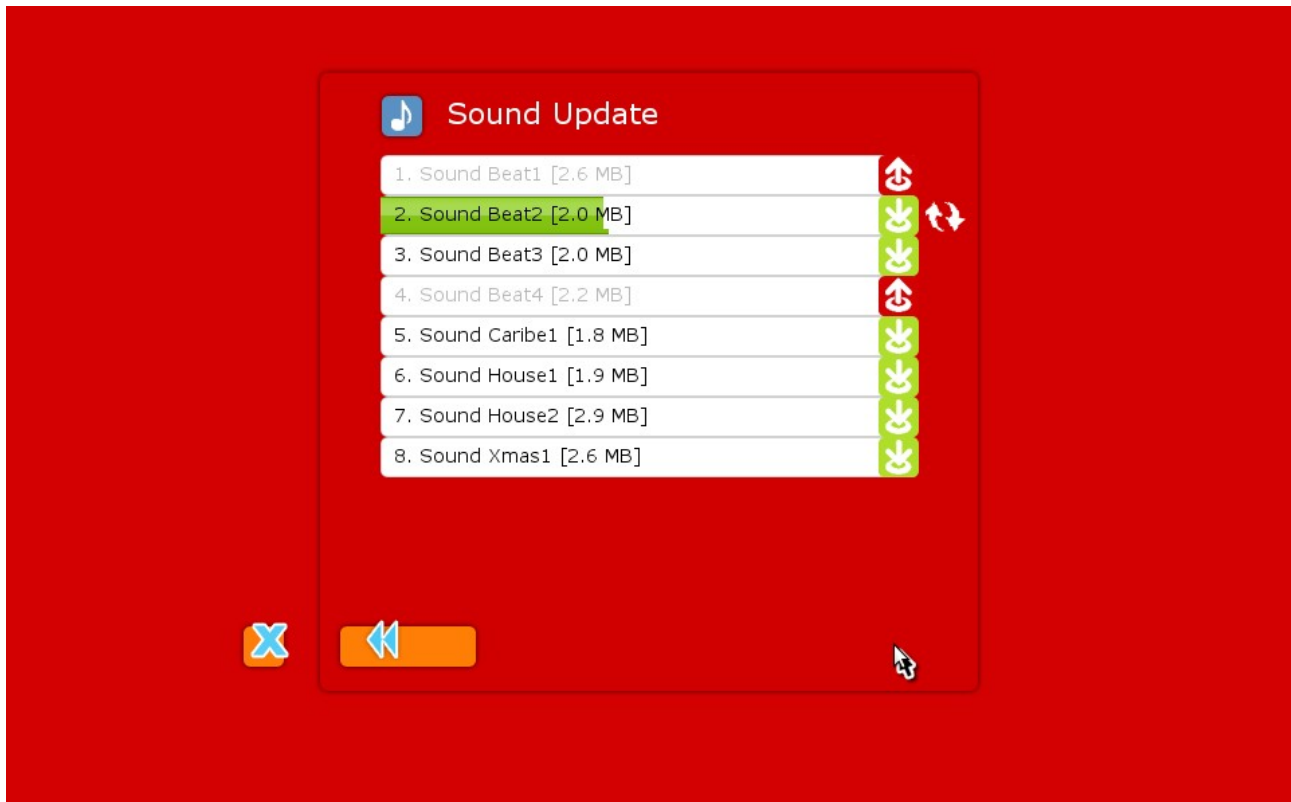 Sound Update
1. Sound Beat1 [2.6 MB]
2. Sound Beat2 [2.0 MB]
3. Sound Beat3 [2.0 MB]
4. Sound Beat4 [2.2 MB]
5. Sound Caribe1 [1.8 MB]
6. Sound House1 [1.9 MB]
7. Sound House2 [2.9 MB]
8. Sound Xmas1 [2.6 MB]